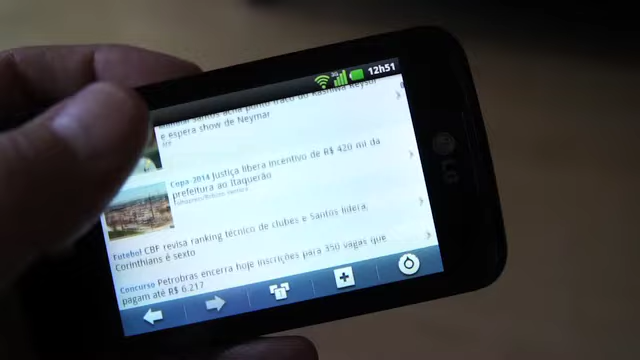 12h51
e espera show de Neymar
Copa 2014 Justiça libera incentivo de R$ 420 mi da
prefeitura ao Itaquerão
Futebol CBF revisa ranking técnico de clubes e Santos lidera;
Corinthians é sexto
Concurso Petrobras encerra hoje inscrições para 350 vagas que
pagam até R$ 6.217
LG